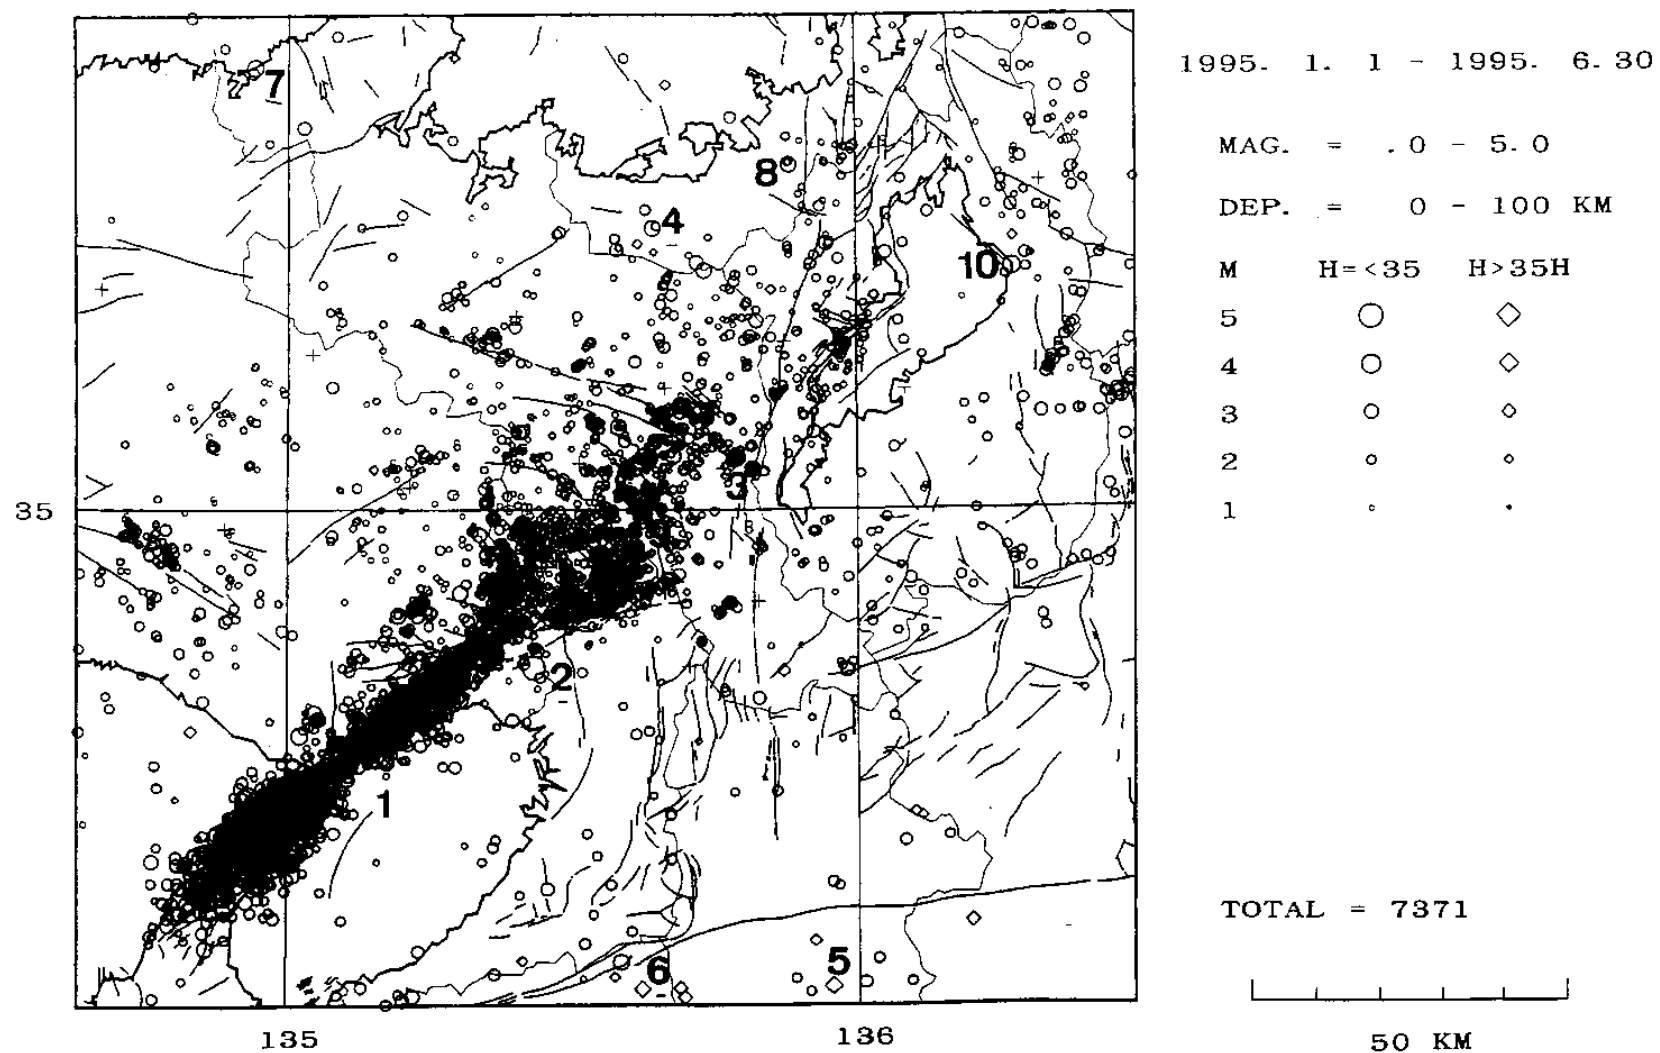 1995. 1. 1 - 1995. 6. 30
MAG. = .0 - 5.0
DEP. = 0 - 100 KM
M H=<35 H>35H
5
4
3
2
1
TOTAL = 7371
50 KM
7
8
4
10
3
35
2
1
6
5
135
136